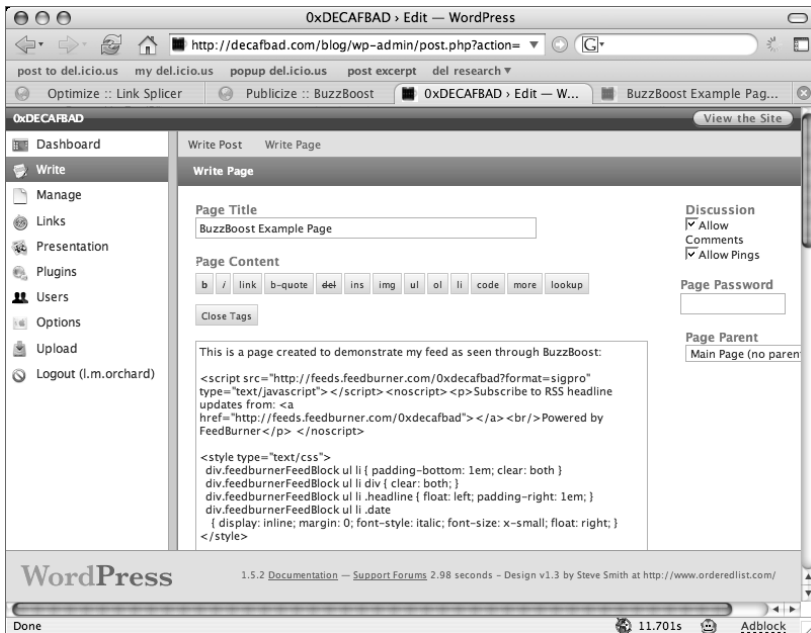 0xDECAFBAD › Edit — WordPress
http://decafbad.com/blog/wp-admin/post.php?action=
G
post to del.icio.us my del.icio.us popup del.icio.us post excerpt del research
Optimize :: Link Splicer Publicize :: BuzzBoost 0xDECAFBAD › Edit — W... BuzzBoost Example Pag...
0xDECAFBAD View the Site
Dashboard
Write
Manage
Links
Presentation
Plugins
Users
Options
Upload
Logout (l.m.orchard)
Write Post Write Page
Write Page
Page Title
BuzzBoost Example Page
Page Content
b i link b-quote del ins img ul ol li code more lookup
Close Tags
This is a page created to demonstrate my feed as seen through BuzzBoost:
<script src="http://feeds.feedburner.com/0xdecafbad?format=sigpro"
type="text/javascript"></script><noscript><p>Subscribe to RSS headline
updates from: <a
href="http://feeds.feedburner.com/0xdecafbad"></a><br/>Powered by
FeedBurner</p> </noscript>
<style type="text/css">
div.feedburnerFeedBlock ul li { padding-bottom: 1em; clear: both }
div.feedburnerFeedBlock ul li div { clear: both; }
div.feedburnerFeedBlock ul li .headline { float: left; padding-right: 1em; }
div.feedburnerFeedBlock ul li .date
{ display: inline; margin: 0; font-style: italic; font-size: x-small; float: right; }
</style>
Discussion
Allow
Comments
Allow Pings
Page Password
Page Parent
Main Page (no paren
WordPress 1.5.2 Documentation — Support Forums 2.98 seconds – Design v1.3 by Steve Smith at http://www.orderedlist.com/
Done 11.701s Adblock